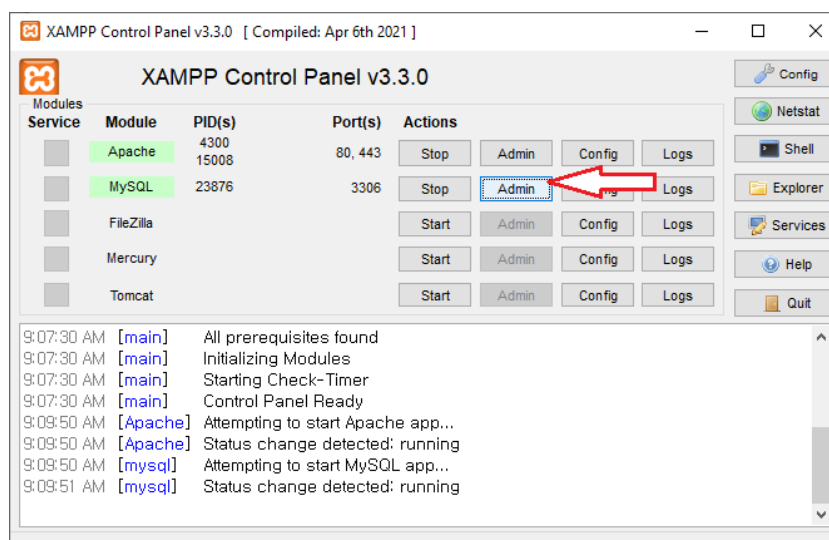 XAMPP Control Panel v3.3.0 [ Compiled: Apr 6th 2021 ]
XAMPP Control Panel v3.3.0
Config
Modules
Service Module PID(s) Port(s) Actions
Netstat
Apache 4300 15008 80, 443 Stop Admin Config Logs
Shell
MySQL 23876 3306 Stop Admin Logs
Explorer
FileZilla Start Admin Config Logs
Services
Mercury Start Admin Config Logs
Help
Tomcat Start Admin Config Logs
Quit
9:07:30 AM [main] All prerequisites found
9:07:30 AM [main] Initializing Modules
9:07:30 AM [main] Starting Check-Timer
9:07:30 AM [main] Control Panel Ready
9:09:50 AM [Apache] Attempting to start Apache app...
9:09:50 AM [Apache] Status change detected: running
9:09:50 AM [mysql] Attempting to start MySQL app...
9:09:51 AM [mysql] Status change detected: running